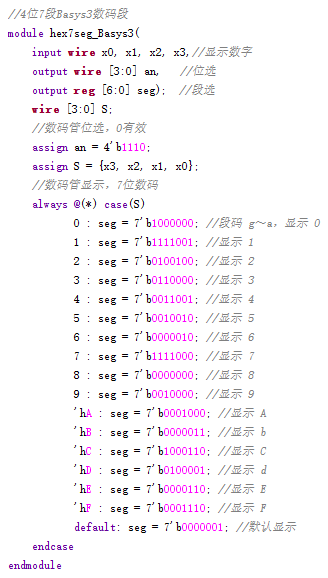 //4位7段Basys3数码段
module hex7seg_Basys3(
input wire x0, x1, x2, x3,//显示数字
output wire [3:0] an, //位选
output reg [6:0] seg); //段选
wire [3:0] S;
//数码管位选，0有效
assign an = 4'b1110;
assign S = {x3, x2, x1, x0};
//数码管显示，7位数码
always @(*) case(S)
0 : seg = 7'b1000000; //段码 g～a，显示 0
1 : seg = 7'b1111001; //显示 1
2 : seg = 7'b0100100; //显示 2
3 : seg = 7'b0110000; //显示 3
4 : seg = 7'b0011001; //显示 4
5 : seg = 7'b0010010; //显示 5
6 : seg = 7'b0000010; //显示 6
7 : seg = 7'b1111000; //显示 7
8 : seg = 7'b0000000; //显示 8
9 : seg = 7'b0010000; //显示 9
'hA : seg = 7'b0001000; //显示 A
'hB : seg = 7'b0000011; //显示 b
'hC : seg = 7'b1000110; //显示 C
'hD : seg = 7'b0100001; //显示 d
'hE : seg = 7'b0000110; //显示 E
'hF : seg = 7'b0001110; //显示 F
default: seg = 7'b0000001; //默认显示
endcase
endmodule